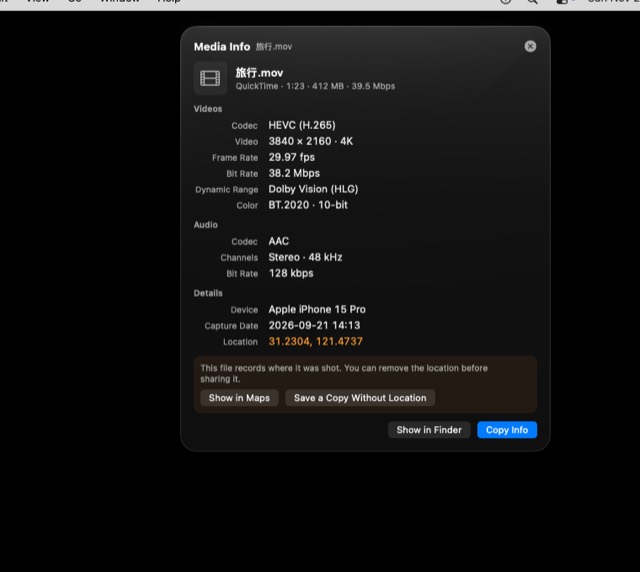 View Go Window Help
Sun Nov 2
Media Info 旅行.mov
旅行.mov
QuickTime · 1:23 · 412 MB · 39.5 Mbps
Videos
Codec HEVC (H.265)
Video 3840 × 2160 · 4K
Frame Rate 29.97 fps
Bit Rate 38.2 Mbps
Dynamic Range Dolby Vision (HLG)
Color BT.2020 · 10-bit
Audio
Codec AAC
Channels Stereo · 48 kHz
Bit Rate 128 kbps
Details
Device Apple iPhone 15 Pro
Capture Date 2026-09-21 14:13
Location 31.2304, 121.4737
This file records where it was shot. You can remove the location before
sharing it.
Show in Maps Save a Copy Without Location
Show in Finder Copy Info